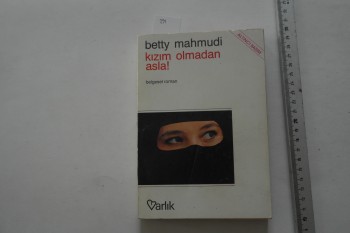 betty mahmudi
kızım olmadan
asla!
belgesel roman
varlık